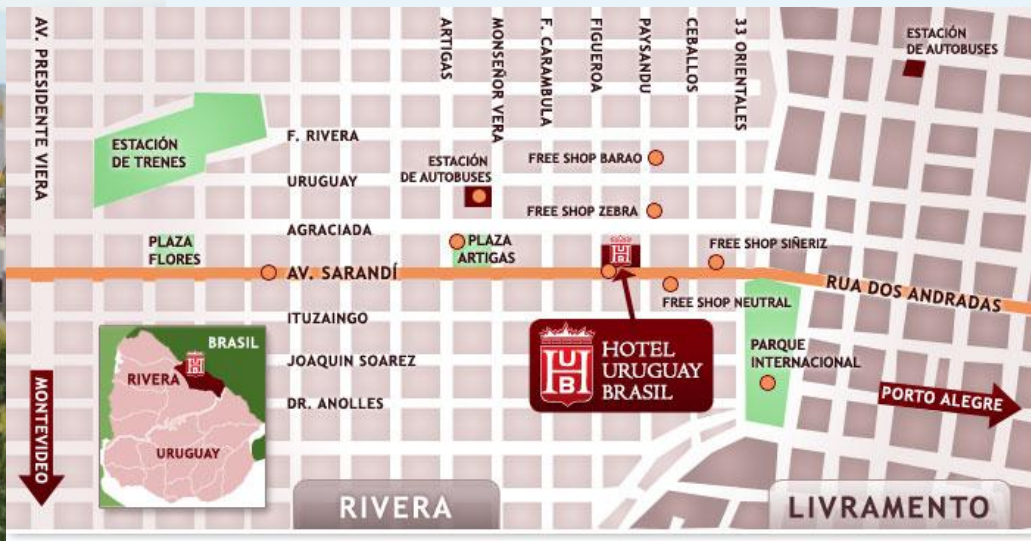 AV. PRESIDENTE VIERA
ARTIGAS
MONSEÑOR VERA
F. CARAMBULA
FIGUEROA
PAYSANDU
CEBALLOS
33 ORIENTALES
ESTACIÓN
DE AUTOBUSES
ESTACIÓN
DE TRENES
F. RIVERA
ESTACIÓN
DE AUTOBUSES
FREE SHOP BARAO
URUGUAY
FREE SHOP ZEBRA
AGRACIADA
PLAZA
FLORES
PLAZA
ARTIGAS
HUB
FREE SHOP SIÑERIZ
AV. SARANDÍ
RUA DOS ANDRADAS
FREE SHOP NEUTRAL
ITUZAINGO
HUB
HOTEL
URUGUAY
BRASIL
PARQUE
INTERNACIONAL
JOAQUIN SOAREZ
DR. ANOLLES
BRASIL
HUB
RIVERA
URUGUAY
MONTEVIDEO
PORTO ALEGRE
RIVERA
LIVRAMENTO